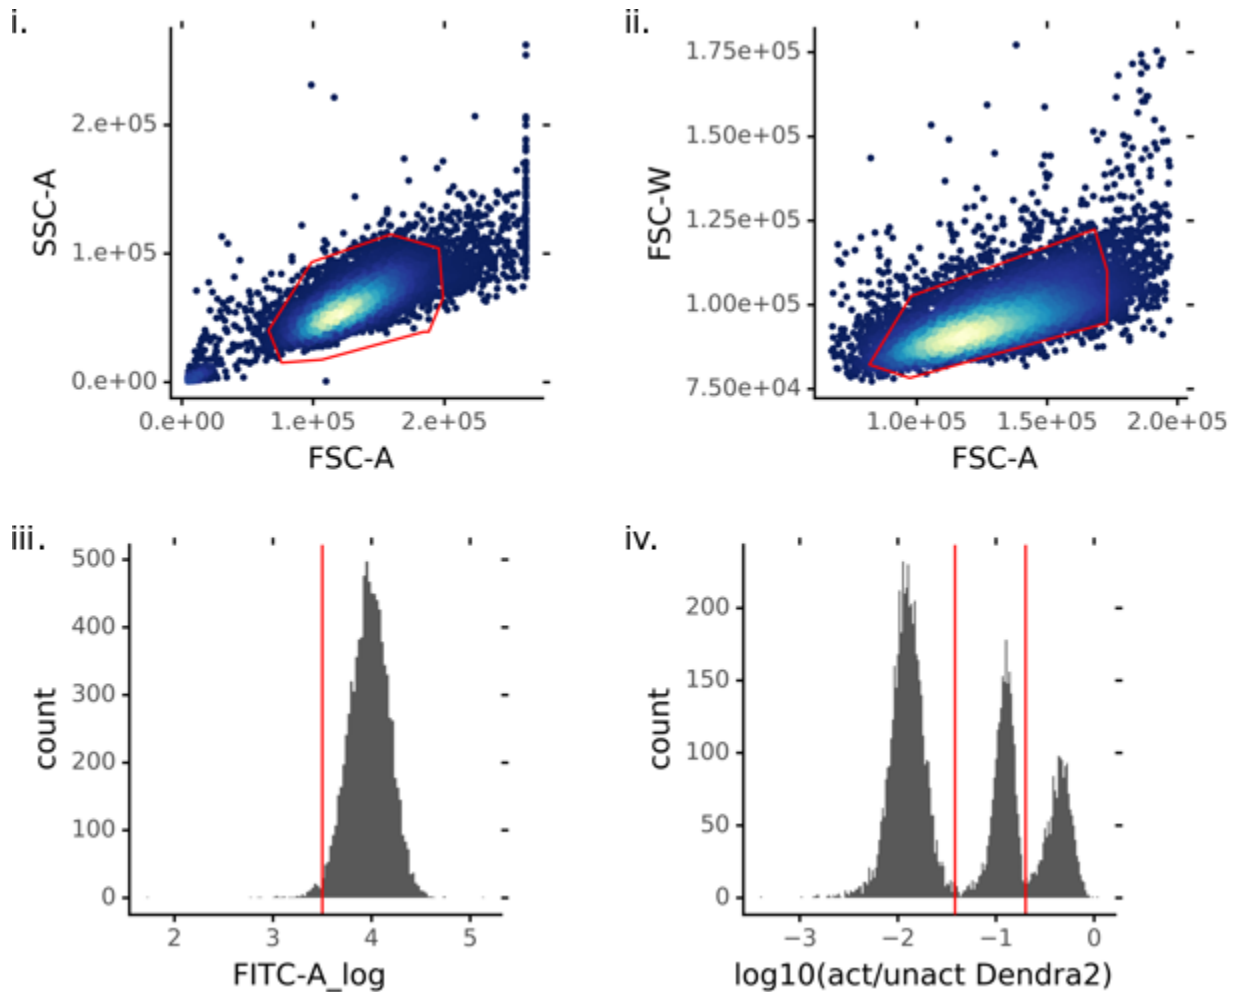 i.
SSC-A
2.e+05
1.e+05
0.e+00
0.e+00 1.e+05 2.e+05
FSC-A
ii.
FSC-W
1.75e+05
1.50e+05
1.25e+05
1.00e+05
7.50e+04
1.0e+05 1.5e+05 2.0e+05
FSC-A
iii.
count
500
400
300
200
100
0
2 3 4 5
FITC-A_log
iv.
count
200
150
100
50
0
−3 −2 −1 0
log10(act/unact Dendra2)